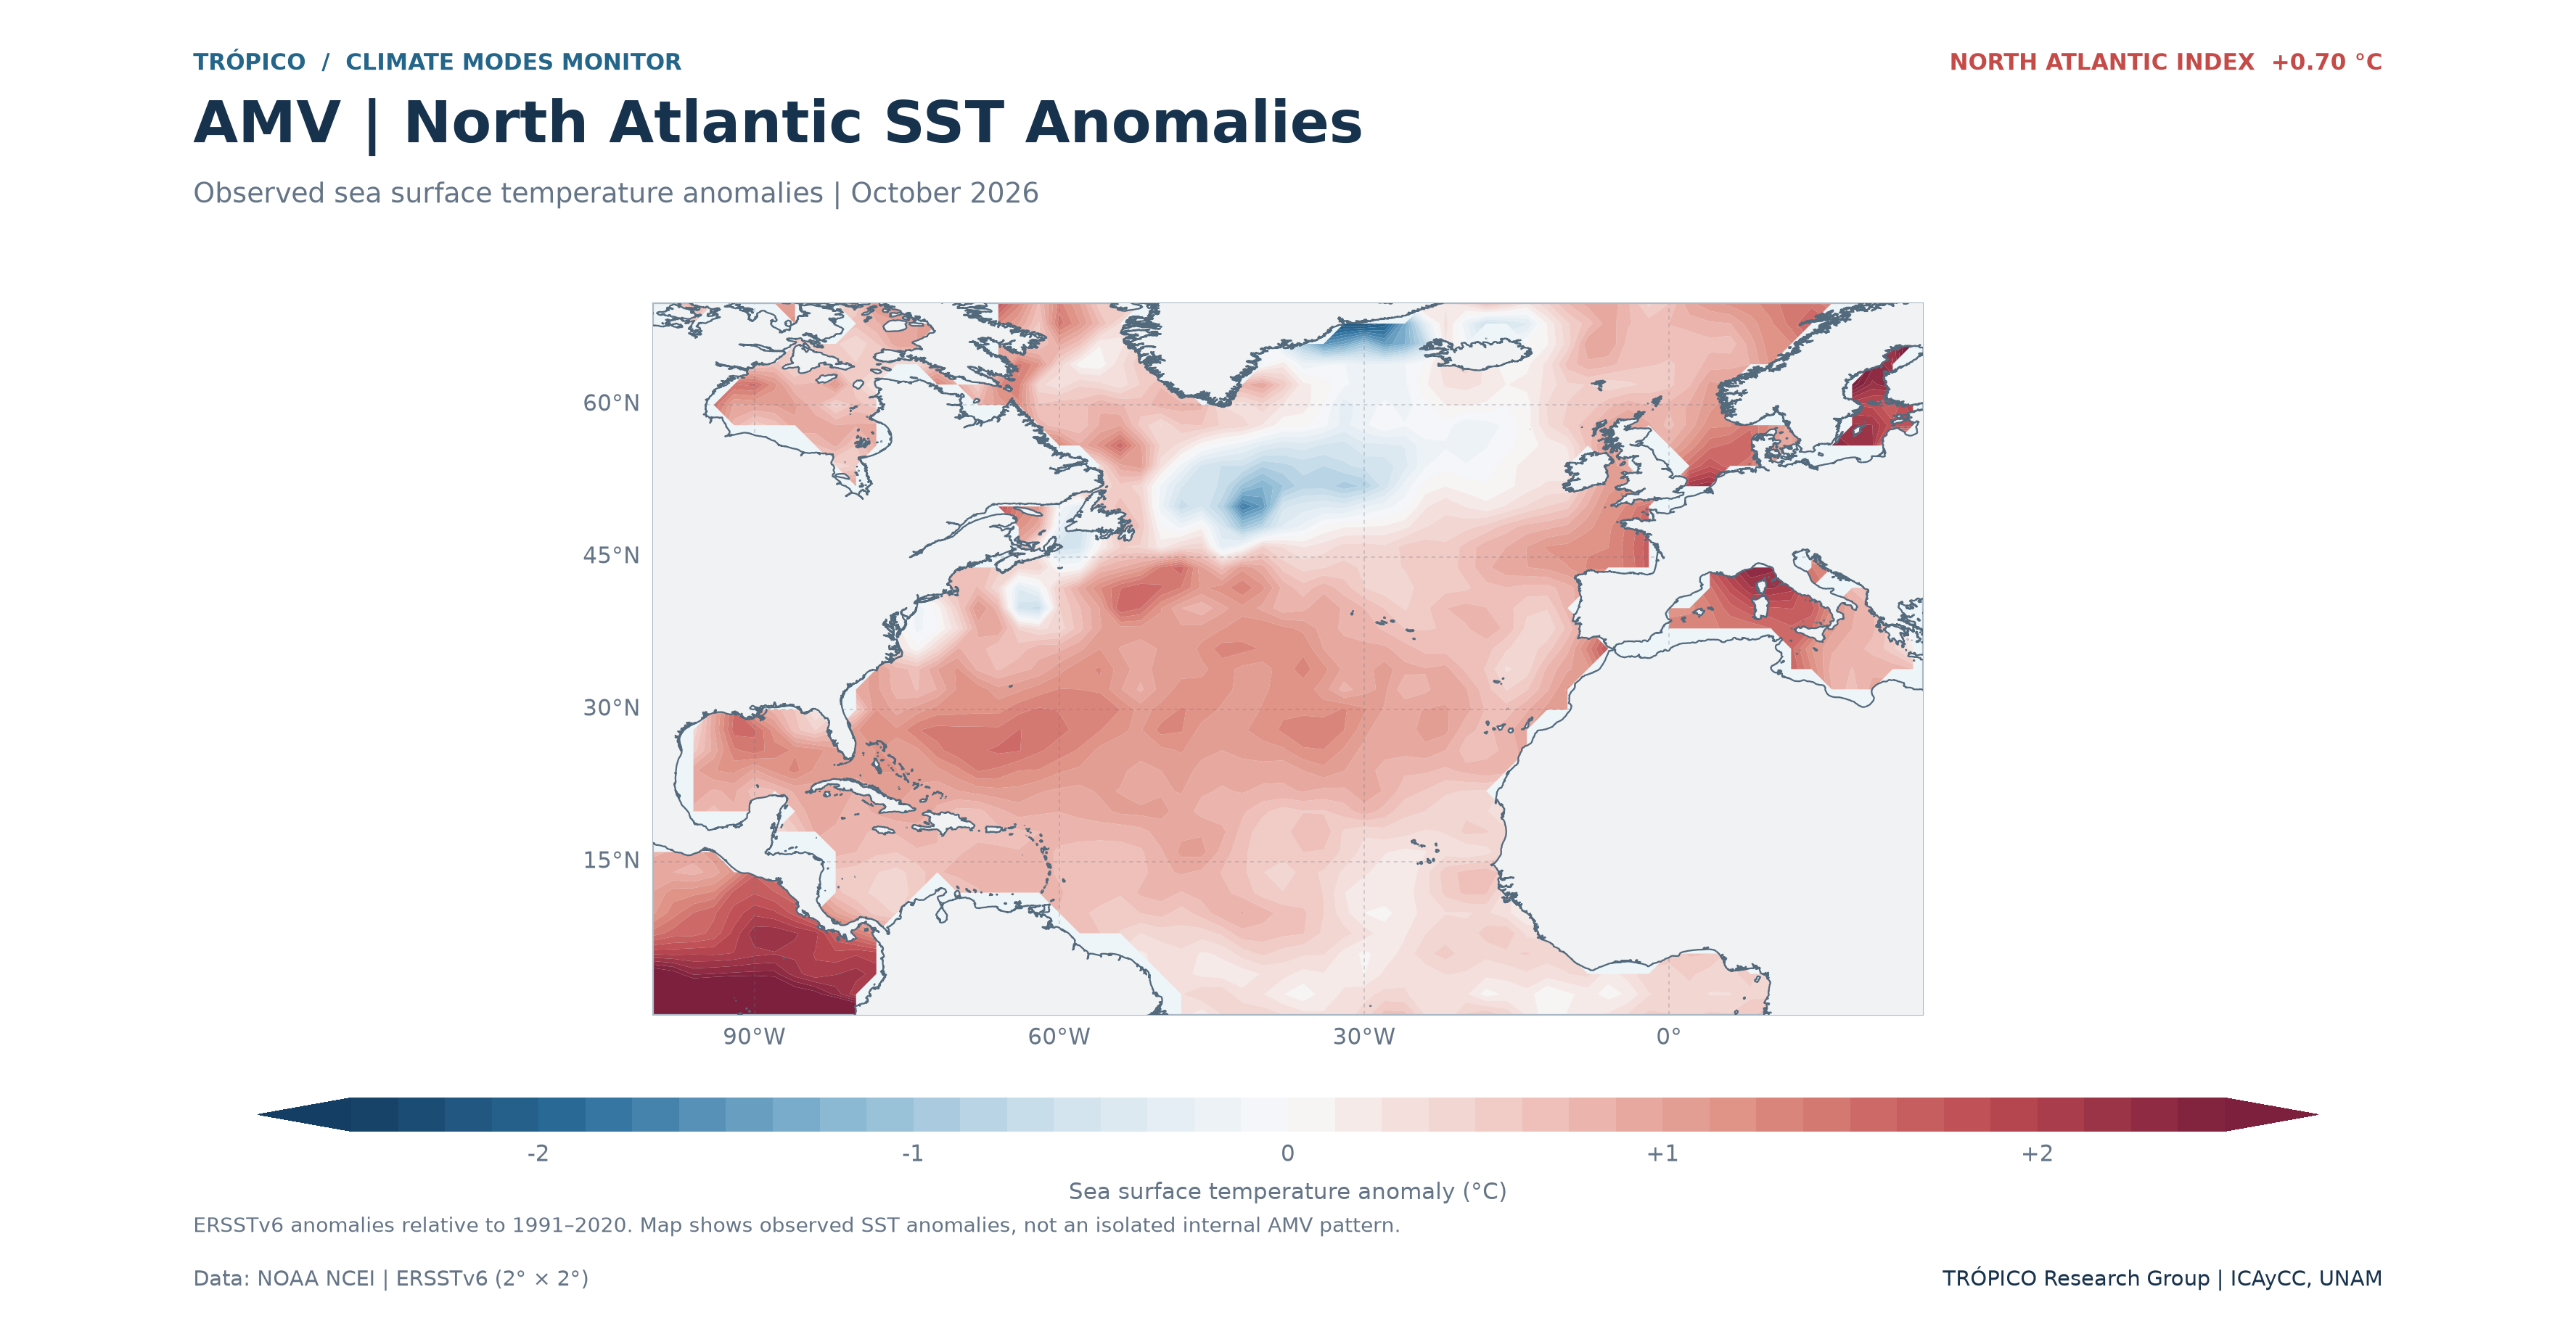 TRÓPICO / CLIMATE MODES MONITOR
NORTH ATLANTIC INDEX +0.70 °C
AMV | North Atlantic SST Anomalies
Observed sea surface temperature anomalies | October 2026
60°N
45°N
30°N
15°N
90°W 60°W 30°W 0°
-2 -1 0 +1 +2
Sea surface temperature anomaly (°C)
ERSSTv6 anomalies relative to 1991–2020. Map shows observed SST anomalies, not an isolated internal AMV pattern.
Data: NOAA NCEI | ERSSTv6 (2° × 2°)
TRÓPICO Research Group | ICAyCC, UNAM